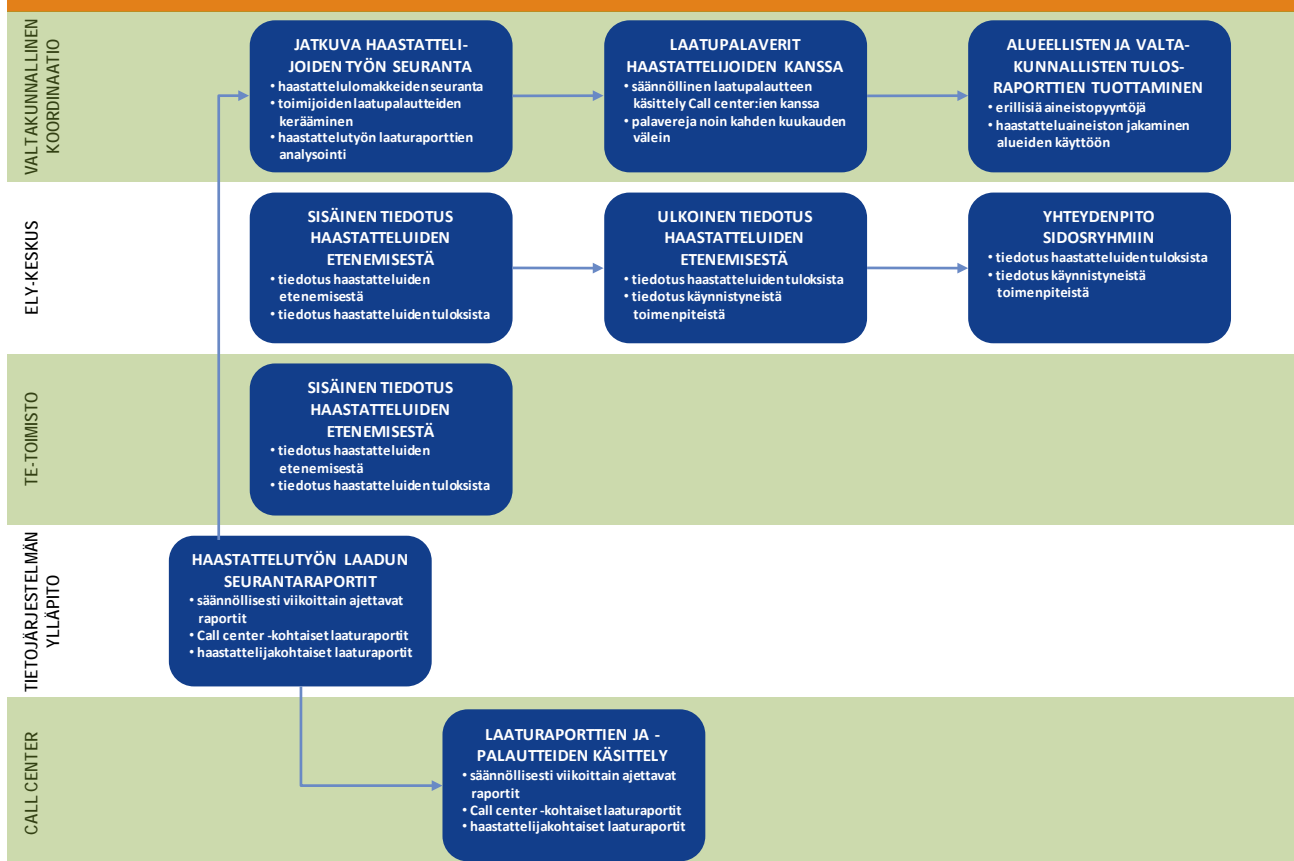 VALTAKUNNALLINEN
KOORDINAATIO
JATKUVA HAASTATTELI-
JOIDEN TYÖN SEURANTA
• haastattelulomakkeiden seuranta
• toimijoiden laatupalautteiden
kerääminen
• haastattelutyön laaturaporttien
analysointi
LAATUPALAVERIT
HAASTATTELIJOIDEN KANSSA
• säännöllinen laatupalautteen
käsittely Call center:ien kanssa
• palavereja noin kahden kuukauden
välein
ALUEELLISTEN JA VALTA-
KUNNALLISTEN TULOS-
RAPORTTIEN TUOTTAMINEN
• erillisiä aineistopyyntöjä
• haastatteluaineiston jakaminen
alueiden käyttöön
ELY-KESKUS
SISÄINEN TIEDOTUS
HAASTATTELUIDEN
ETENEMISESTÄ
• tiedotus haastatteluiden
etenemisestä
• tiedotus haastatteluiden tuloksista
ULKOINEN TIEDOTUS
HAASTATTELUIDEN
ETENEMISESTÄ
• tiedotus haastatteluiden tuloksista
• tiedotus käynnistyneistä
toimenpiteistä
YHTEYDENPITO
SIDOSRYHMIIN
• tiedotus haastatteluiden tuloksista
• tiedotus käynnistyneistä
toimenpiteistä
TE-TOIMISTO
SISÄINEN TIEDOTUS
HAASTATTELUIDEN
ETENEMISESTÄ
• tiedotus haastatteluiden
etenemisestä
• tiedotus haastatteluiden tuloksista
TIETOJÄRJESTELMÄN
YLLÄPITO
HAASTATTELUTYÖN LAADUN
SEURANTARAPORTIT
• säännöllisesti viikoittain ajettavat
raportit
• Call center -kohtaiset laaturaportit
• haastattelijakohtaiset laaturaportit
CALL CENTER
LAATURAPORTTIEN JA -
PALAUTTEIDEN KÄSITTELY
• säännöllisesti viikoittain ajettavat
raportit
• Call center -kohtaiset laaturaportit
• haastattelijakohtaiset laaturaportit